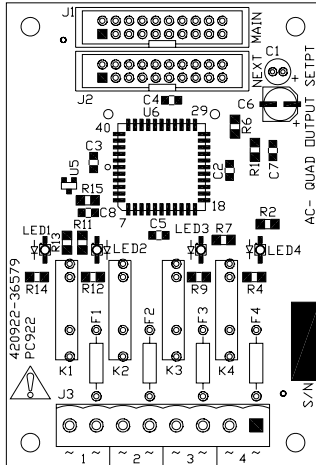 J1
MAIN
NEXT
C1
+
J2
C4
U6
40
29
C6
+
R6
AC- QUAD OUTPUT SETPT
C3
R1
C7
U5
C2
R15
C8
7
18
R2
LED1
R13
R11
LED2
C5
LED3
R7
LED4
R14
R12
R9
R4
420922-36579
PC922
F1
F2
F3
F4
K1
K2
K3
K4
S/N
J3
~ 1 ~ 2 ~ 3 ~ 4 ~